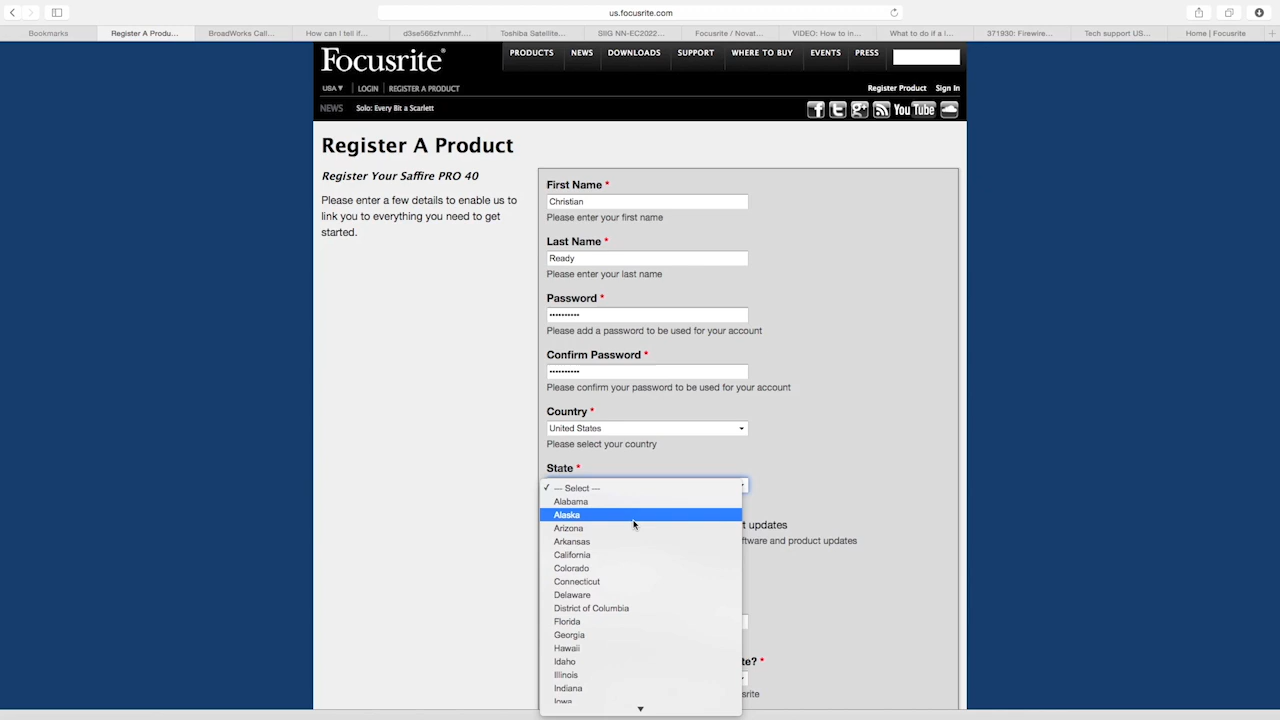 us.focusrite.com
Bookmarks
Register A Produ...
BroadWorks Call...
How can I tell if...
d3se566zfvnmhf....
Toshiba Satellite...
SIIG NN-EC2022...
Focusrite / Novat...
VIDEO: How to in...
What to do if a l...
371930: Firewire...
Tech support US...
Home | Focusrite
Focusrite®
PRODUCTS
NEWS
DOWNLOADS
SUPPORT
WHERE TO BUY
EVENTS
PRESS
USA ▾
LOGIN
REGISTER A PRODUCT
Register Product
Sign In
NEWS
Solo: Every Bit a Scarlett
You Tube
Register A Product
Register Your Saffire PRO 40
Please enter a few details to enable us to
link you to everything you need to get
started.
First Name *
Christian
Please enter your first name
Last Name *
Ready
Please enter your last name
Password *
••••••••••
Please add a password to be used for your account
Confirm Password *
••••••••••
Please confirm your password to be used for your account
Country *
United States
Please select your country
State *
✓ --- Select ---
Alabama
Alaska
Arizona
Arkansas
California
Colorado
Connecticut
Delaware
District of Columbia
Florida
Georgia
Hawaii
Idaho
Illinois
Indiana
Iowa
t updates
ftware and product updates
te? *
site